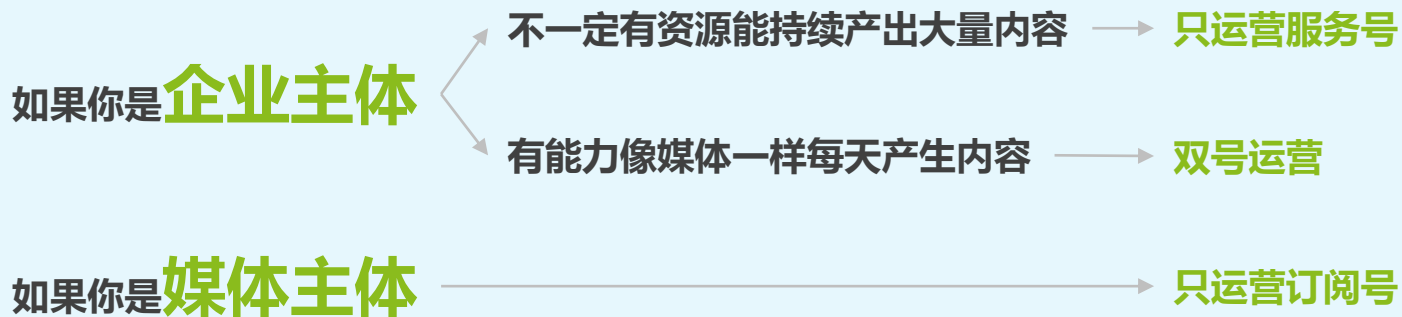 不一定有资源能持续产出大量内容
只运营服务号
如果你是企业主体
有能力像媒体一样每天产生内容
双号运营
如果你是媒体主体
只运营订阅号